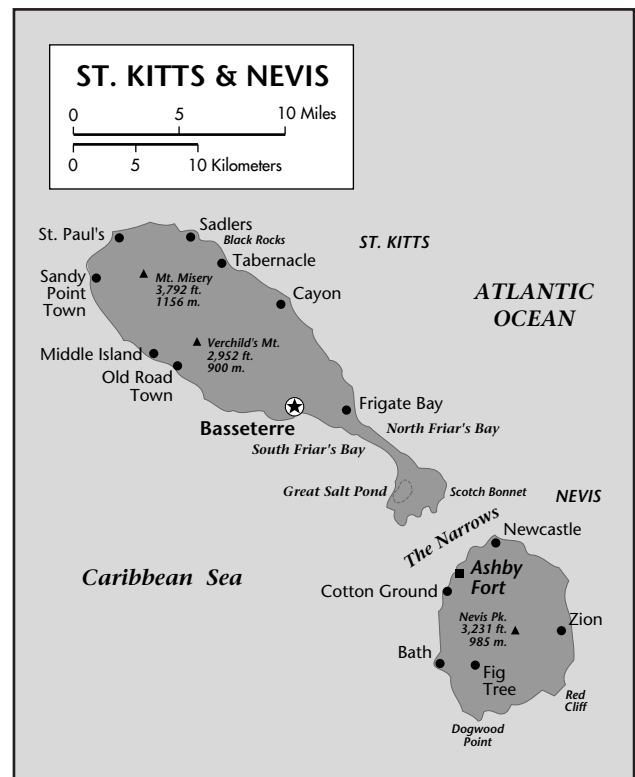 ST. KITTS & NEVIS
0 5 10 Miles
0 5 10 Kilometers
St. Paul's
Sadlers
Black Rocks
ST. KITTS
Tabernacle
Sandy
Point
Town
Mt. Misery
3,792 ft.
1156 m.
Cayon
ATLANTIC
OCEAN
Middle Island
Verchild's Mt.
2,952 ft.
900 m.
Old Road
Town
Basseterre
Frigate Bay
North Friar's Bay
South Friar's Bay
Great Salt Pond
Scotch Bonnet
NEVIS
The Narrows
Newcastle
Caribbean Sea
Ashby
Fort
Cotton Ground
Nevis Pk.
3,231 ft.
985 m.
Zion
Bath
Fig
Tree
Red
Cliff
Dogwood
Point